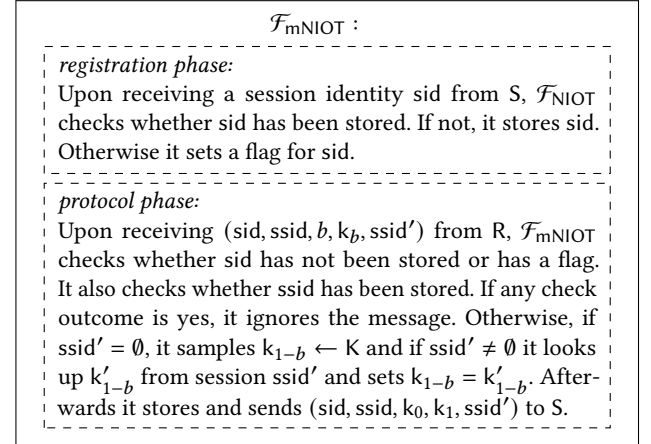 ℱmNIOT :
registration phase:
Upon receiving a session identity sid from S, ℱNIOT
checks whether sid has been stored. If not, it stores sid.
Otherwise it sets a flag for sid.
protocol phase:
Upon receiving (sid, ssid, b, k_b, ssid′) from R, ℱmNIOT
checks whether sid has not been stored or has a flag.
It also checks whether ssid has been stored. If any check
outcome is yes, it ignores the message. Otherwise, if
ssid′ = ∅, it samples k_{1−b} ← K and if ssid′ ≠ ∅ it looks
up k′_{1−b} from session ssid′ and sets k_{1−b} = k′_{1−b}. After-
wards it stores and sends (sid, ssid, k₀, k₁, ssid′) to S.